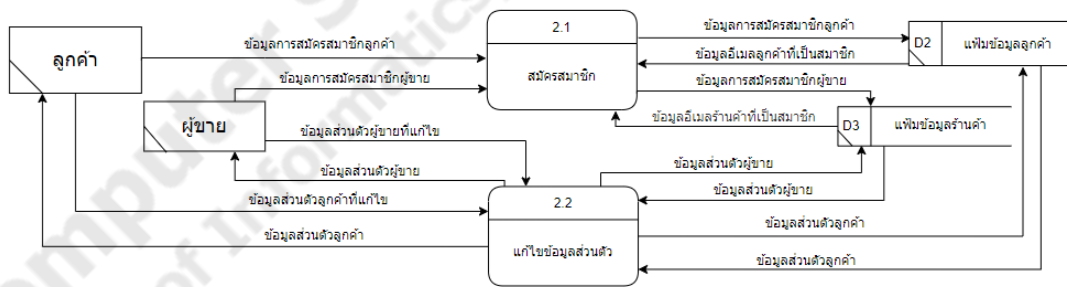 2.1
ข้อมูลการสมัครสมาชิกลูกค้า
D2
แฟ้มข้อมูลลูกค้า
ข้อมูลการสมัครสมาชิกลูกค้า
ข้อมูลอีเมลลูกค้าที่เป็นสมาชิก
ลูกค้า
สมัครสมาชิก
ข้อมูลการสมัครสมาชิกผู้ขาย
ข้อมูลการสมัครสมาชิกผู้ขาย
ผู้ขาย
ข้อมูลอีเมลร้านค้าที่เป็นสมาชิก
D3
แฟ้มข้อมูลร้านค้า
ข้อมูลส่วนตัวผู้ขายที่แก้ไข
ข้อมูลส่วนตัวผู้ขาย
ข้อมูลส่วนตัวผู้ขาย
ข้อมูลส่วนตัวผู้ขาย
ข้อมูลส่วนตัวลูกค้าที่แก้ไข
2.2
ข้อมูลส่วนตัวลูกค้า
ข้อมูลส่วนตัวลูกค้า
แก้ไขข้อมูลส่วนตัว
ข้อมูลส่วนตัวลูกค้า
omputer S
of Informatics